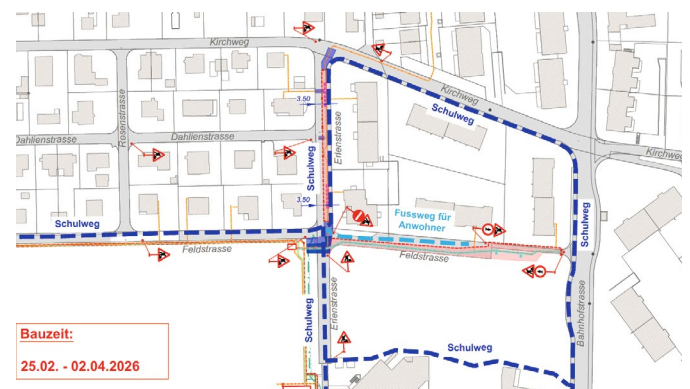 Kirchweg
Schulweg
3.50
Kirchweg
Schulweg
Erlenstrasse
Rosenstrasse
Dahlienstrasse
Dahlienstrasse
Kirchweg
Schulweg
3.50
Fussweg für
Anwohner
Schulweg
Schulweg
Feldstrasse
Feldstrasse
Erlenstrasse
Schulweg
Bahnhofstrasse
Schulweg
Bauzeit:
25.02. - 02.04.2026